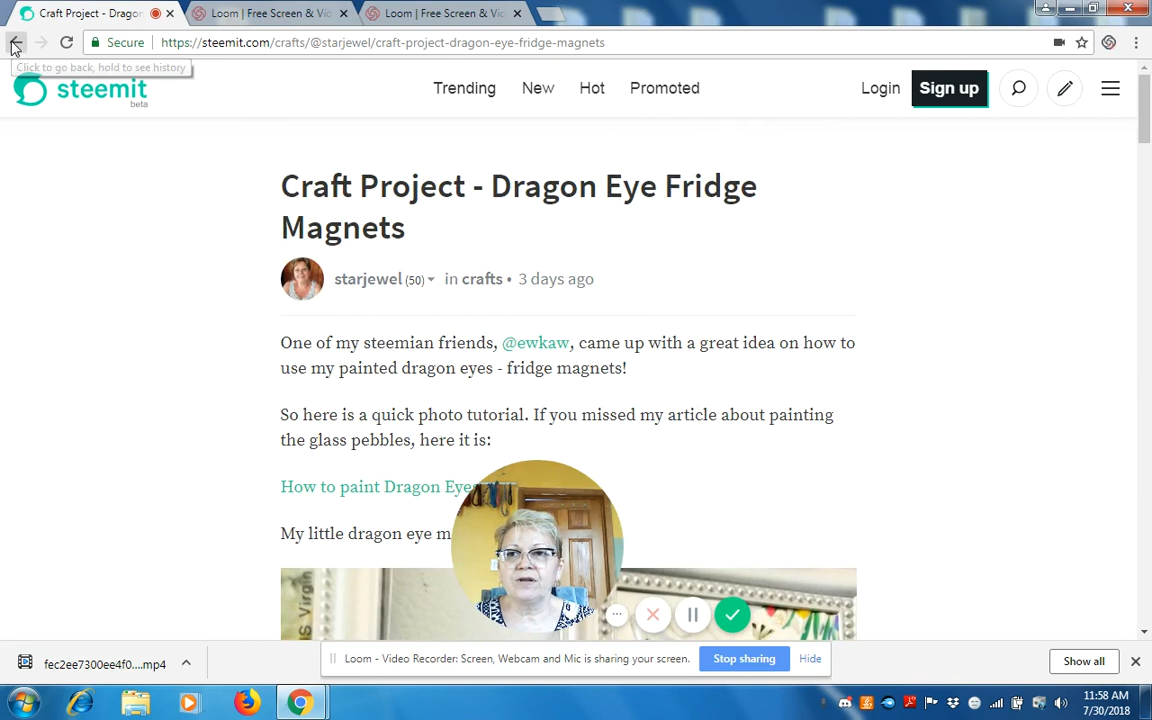 Craft Project - Drago
Loom | Free Screen & Vic
Loom | Free Screen & Vic
Secure
https://steemit.com/crafts/@starjewel/craft-project-dragon-eye-fridge-magnets
Click to go back, hold to see history
steemit
beta
Trending
New
Hot
Promoted
Login
Sign up
Craft Project - Dragon Eye Fridge
Magnets
starjewel (50) in crafts • 3 days ago
One of my steemian friends, @ewkaw, came up with a great idea on how to
use my painted dragon eyes - fridge magnets!
So here is a quick photo tutorial. If you missed my article about painting
the glass pebbles, here it is:
How to paint Dragon Eye
My little dragon eye m
S Virgin
Loom - Video Recorder: Screen, Webcam and Mic is sharing your screen.
Stop sharing
Hide
fec2ee7300ee4f0....mp4
Show all
11:58 AM
7/30/2018